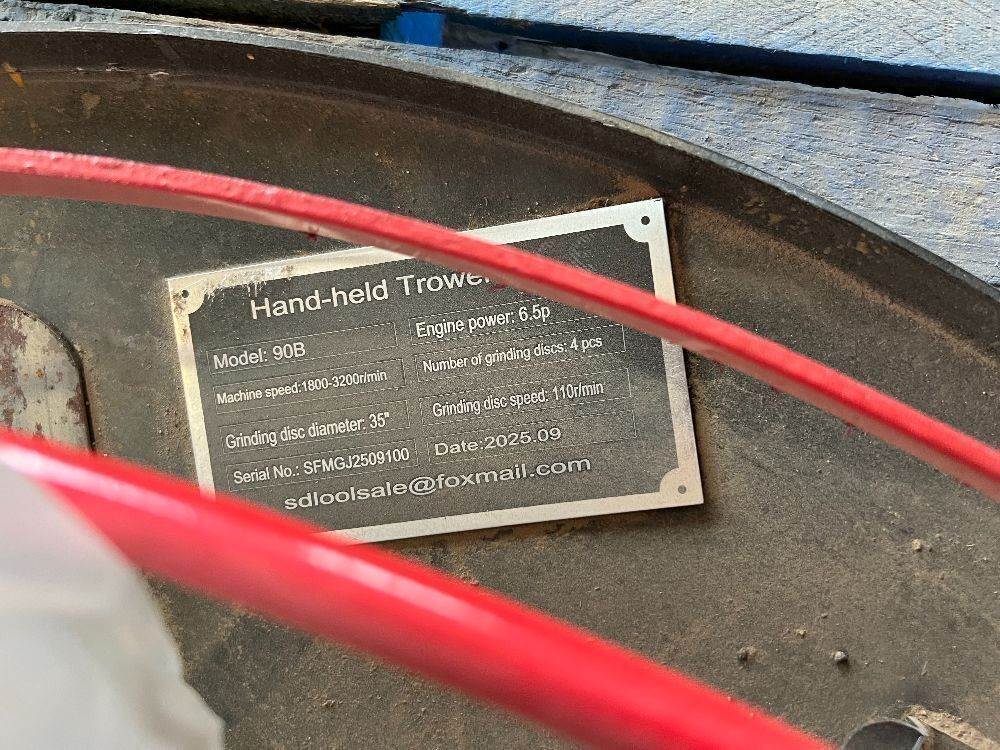 Hand-held Trowel
Model: 90B
Engine power: 6.5p
Machine speed:1800-3200r/min
Number of grinding discs: 4 pcs
Grinding disc diameter: 35"
Grinding disc speed: 110r/min
Serial No.: SFMGJ2509100
Date:2025.09
sdloolsale@foxmail.com